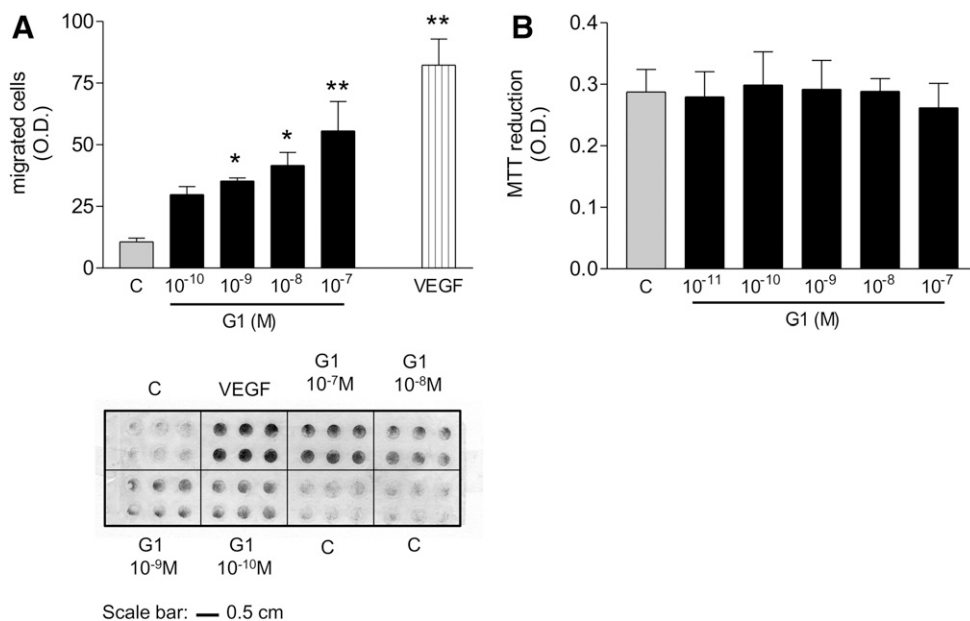 A
migrated cells
(O.D.)
100
75
50
25
0
*
*
**
**
C
10-10
10-9
10-8
10-7
VEGF
G1 (M)
B
MTT reduction
(O.D.)
0.4
0.3
0.2
0.1
0.0
C
10-11
10-10
10-9
10-8
10-7
G1 (M)
C
VEGF
G1
10-7M
G1
10-8M
G1
10-9M
G1
10-10M
C
C
Scale bar: 0.5 cm